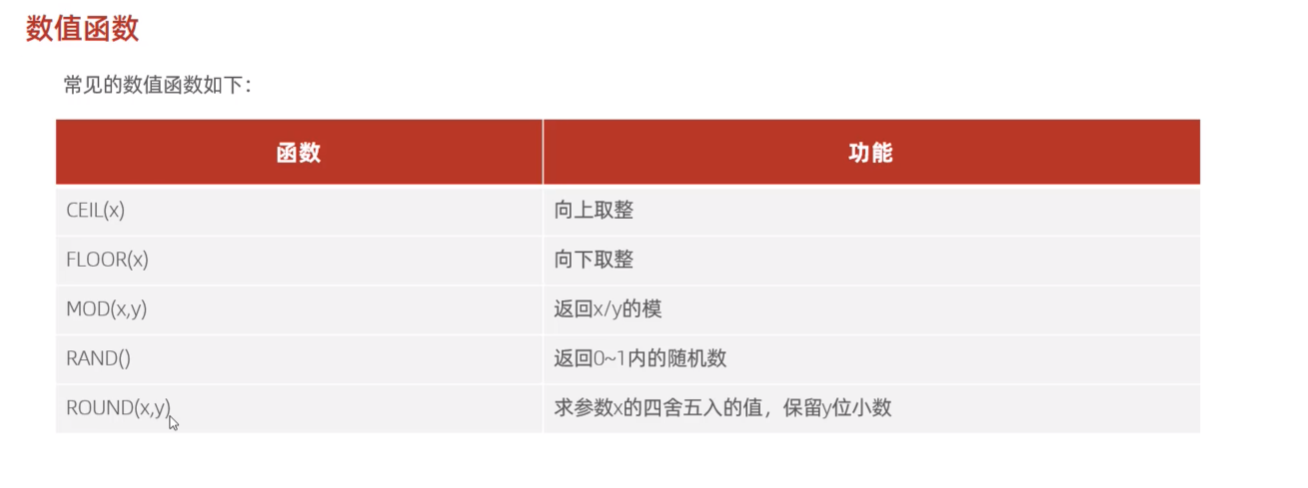 数值函数
常见的数值函数如下：
函数 功能
CEIL(x) 向上取整
FLOOR(x) 向下取整
MOD(x,y) 返回x/y的模
RAND() 返回0~1内的随机数
ROUND(x,y) 求参数x的四舍五入的值，保留y位小数